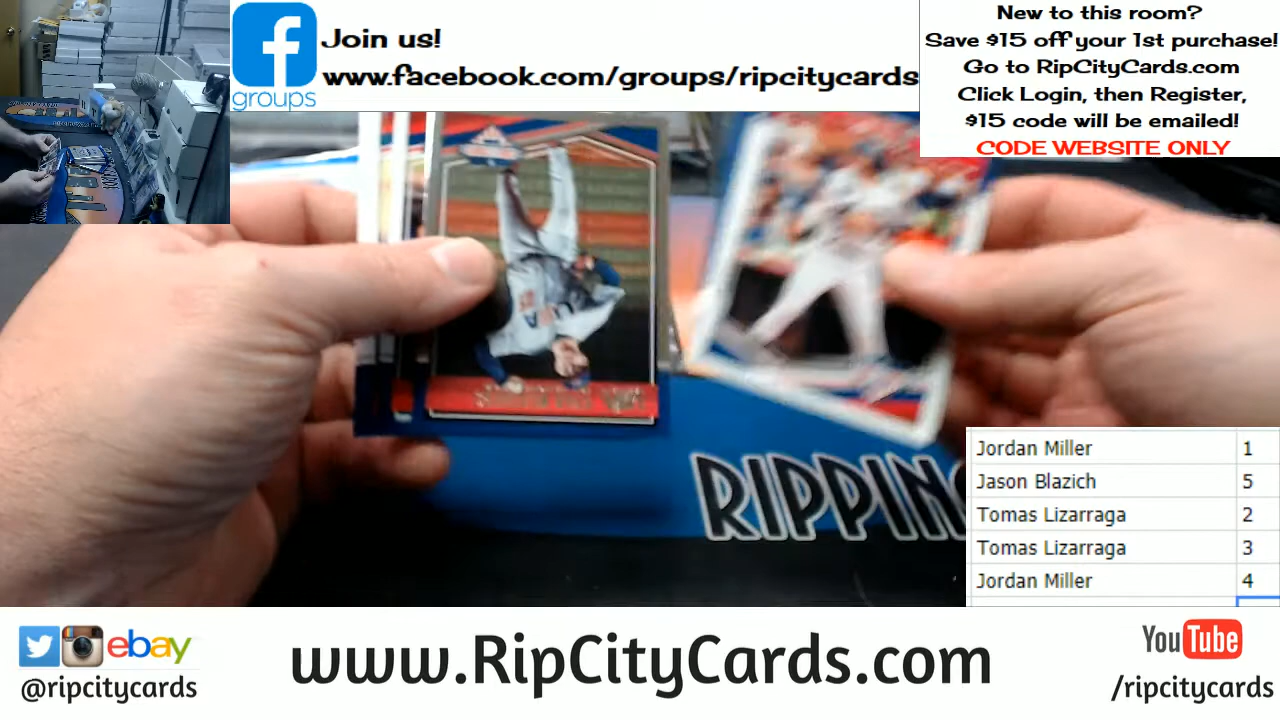 Join us!
www.facebook.com/groups/ripcitycards
groups
New to this room?
Save $15 off your 1st purchase!
Go to RipCityCards.com
Click Login, then Register,
$15 code will be emailed!
CODE WEBSITE ONLY
RIPPIN
Jordan Miller 1
Jason Blazich 5
Tomas Lizarraga 2
Tomas Lizarraga 3
Jordan Miller 4
ebay
@ripcitycards
www.RipCityCards.com
YouTube
/ripcitycards